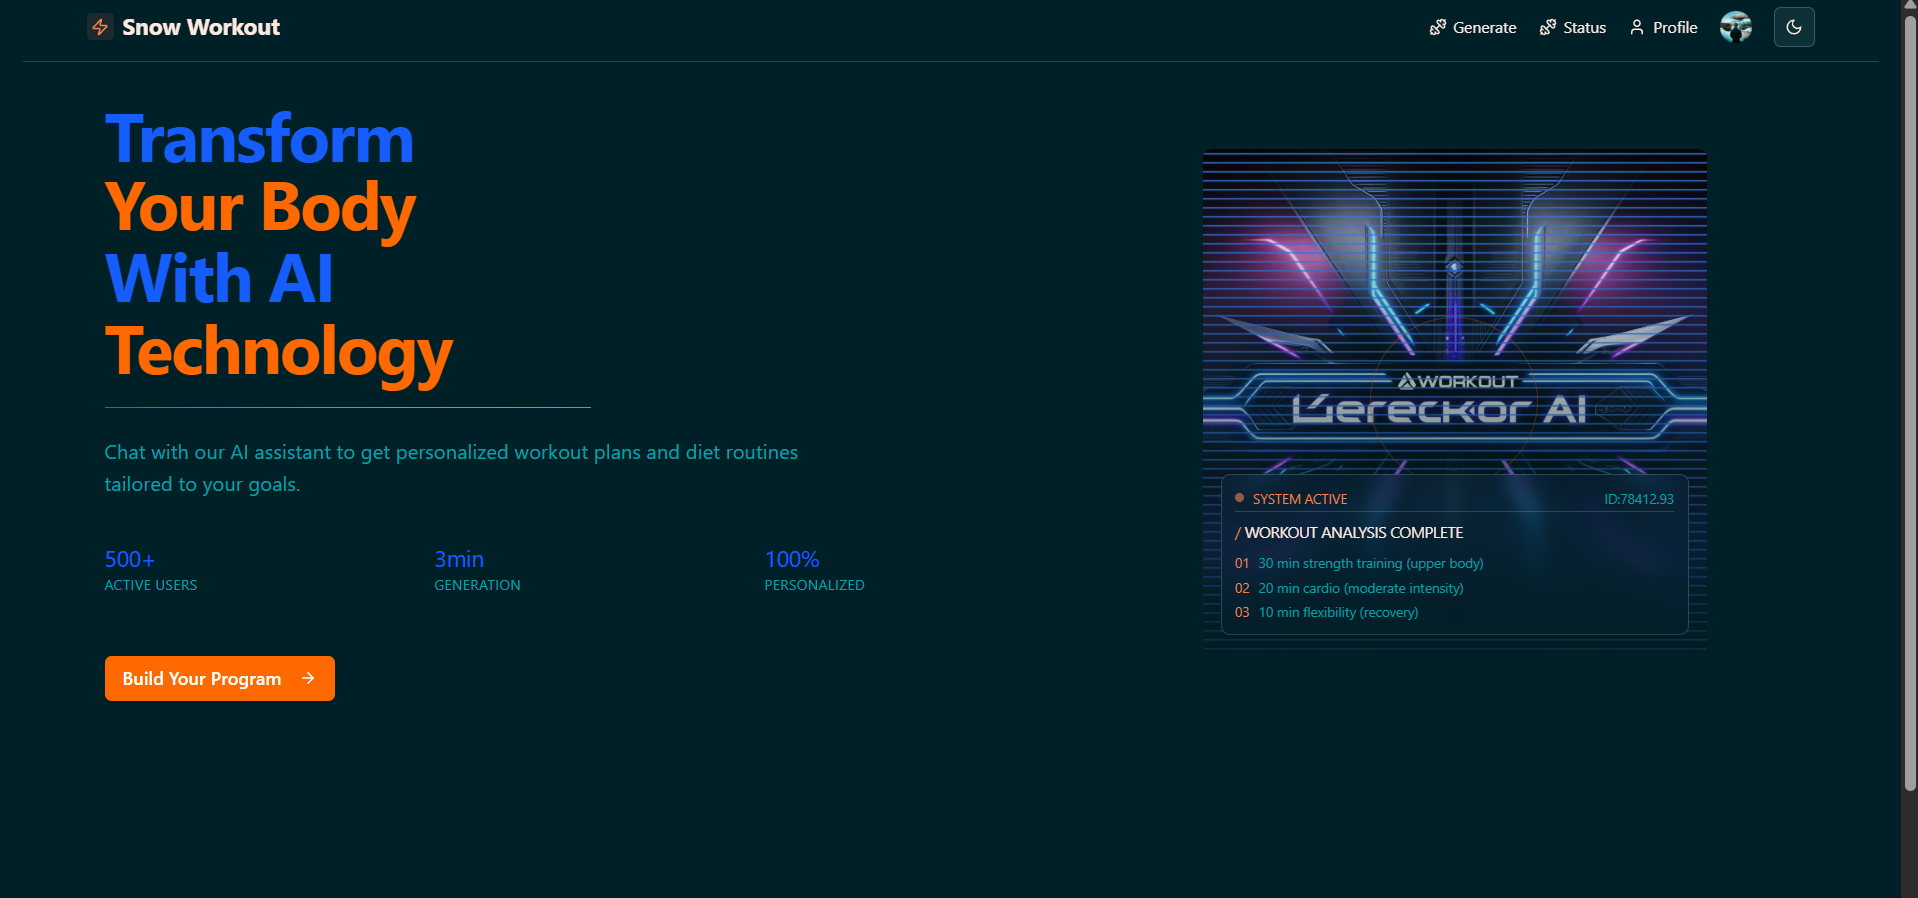 Snow Workout
Generate
Status
Profile
Transform
Your Body
With AI
Technology
Chat with our AI assistant to get personalized workout plans and diet routines
tailored to your goals.
500+
ACTIVE USERS
3min
GENERATION
100%
PERSONALIZED
Build Your Program
WORKOUT
Gereckor AI
SYSTEM ACTIVE
ID:78412.93
/ WORKOUT ANALYSIS COMPLETE
01 30 min strength training (upper body)
02 20 min cardio (moderate intensity)
03 10 min flexibility (recovery)